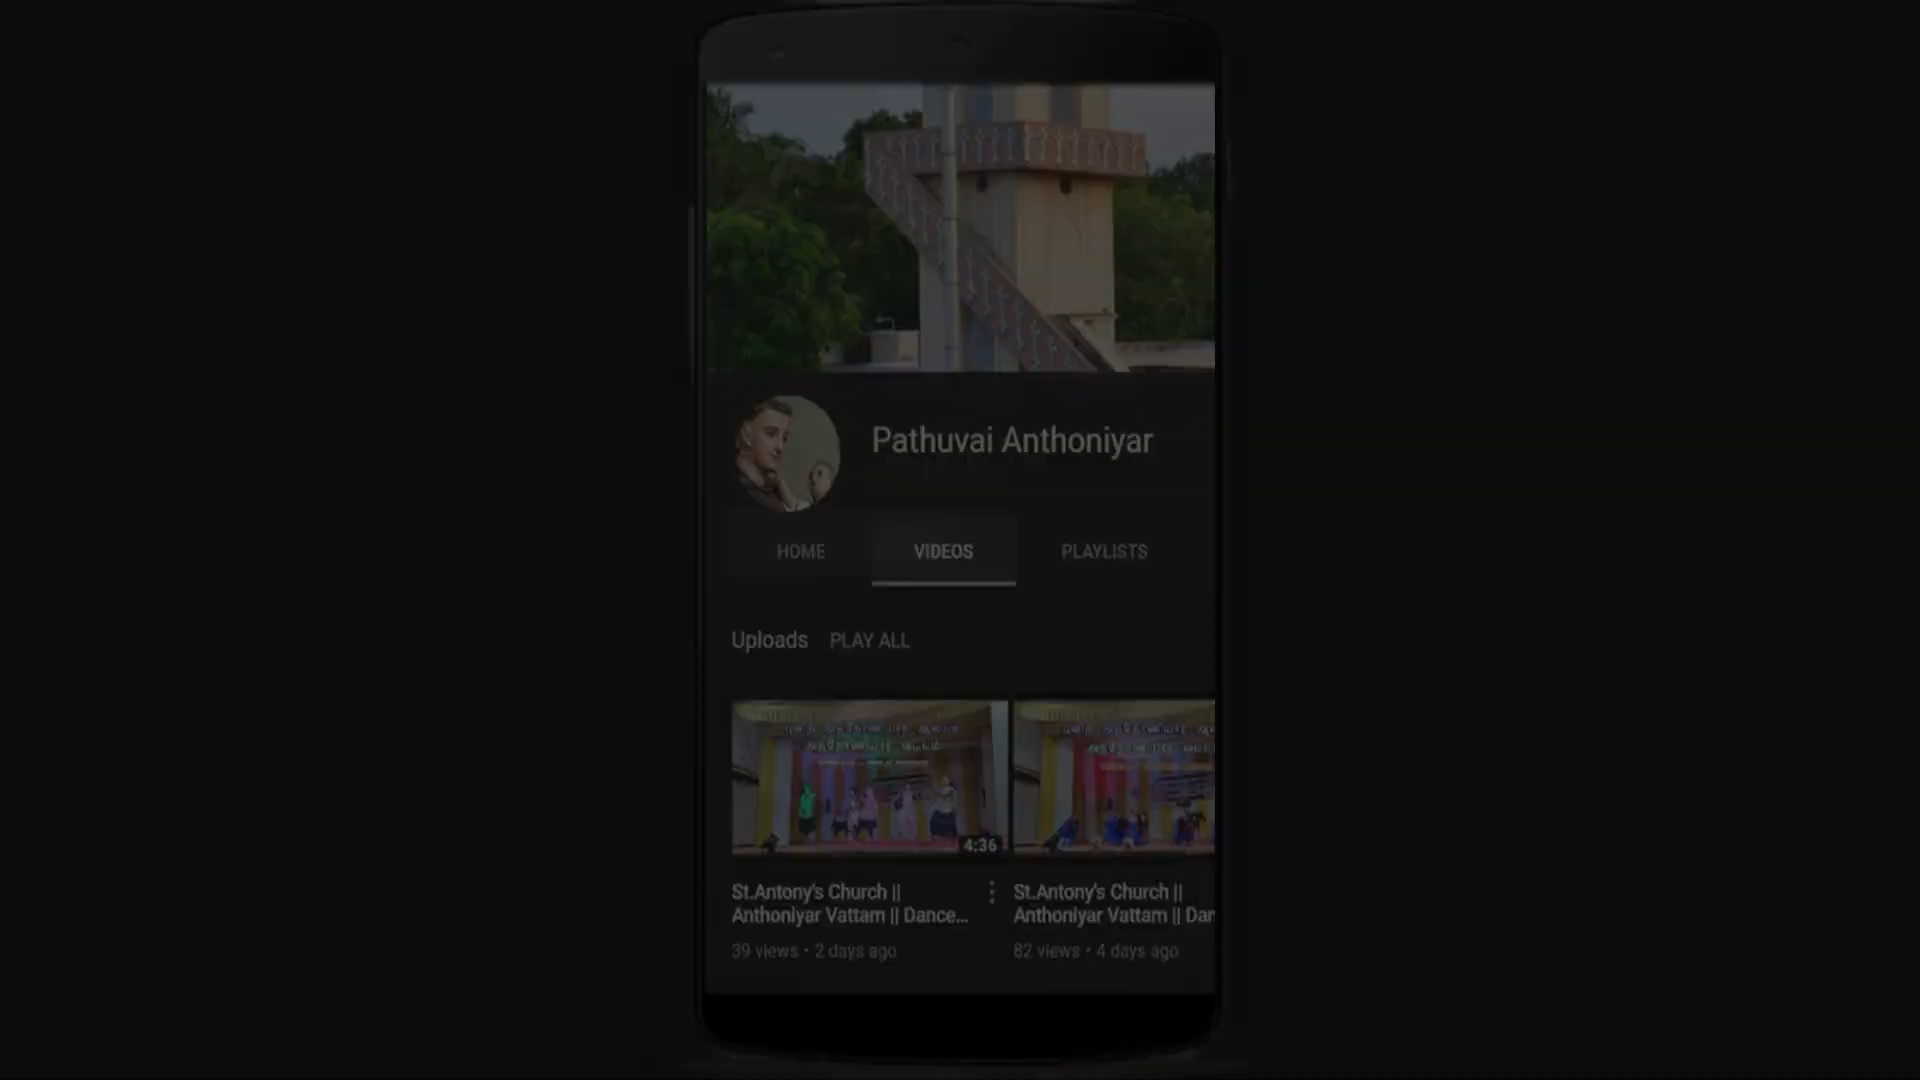 Pathuvai Anthoniyar
HOME VIDEOS PLAYLISTS
Uploads PLAY ALL
4:36
St.Antony's Church ||
Anthoniyar Vattam || Dance...
39 views • 2 days ago
St.Antony's Church ||
Anthoniyar Vattam || Dan
82 views • 4 days ago